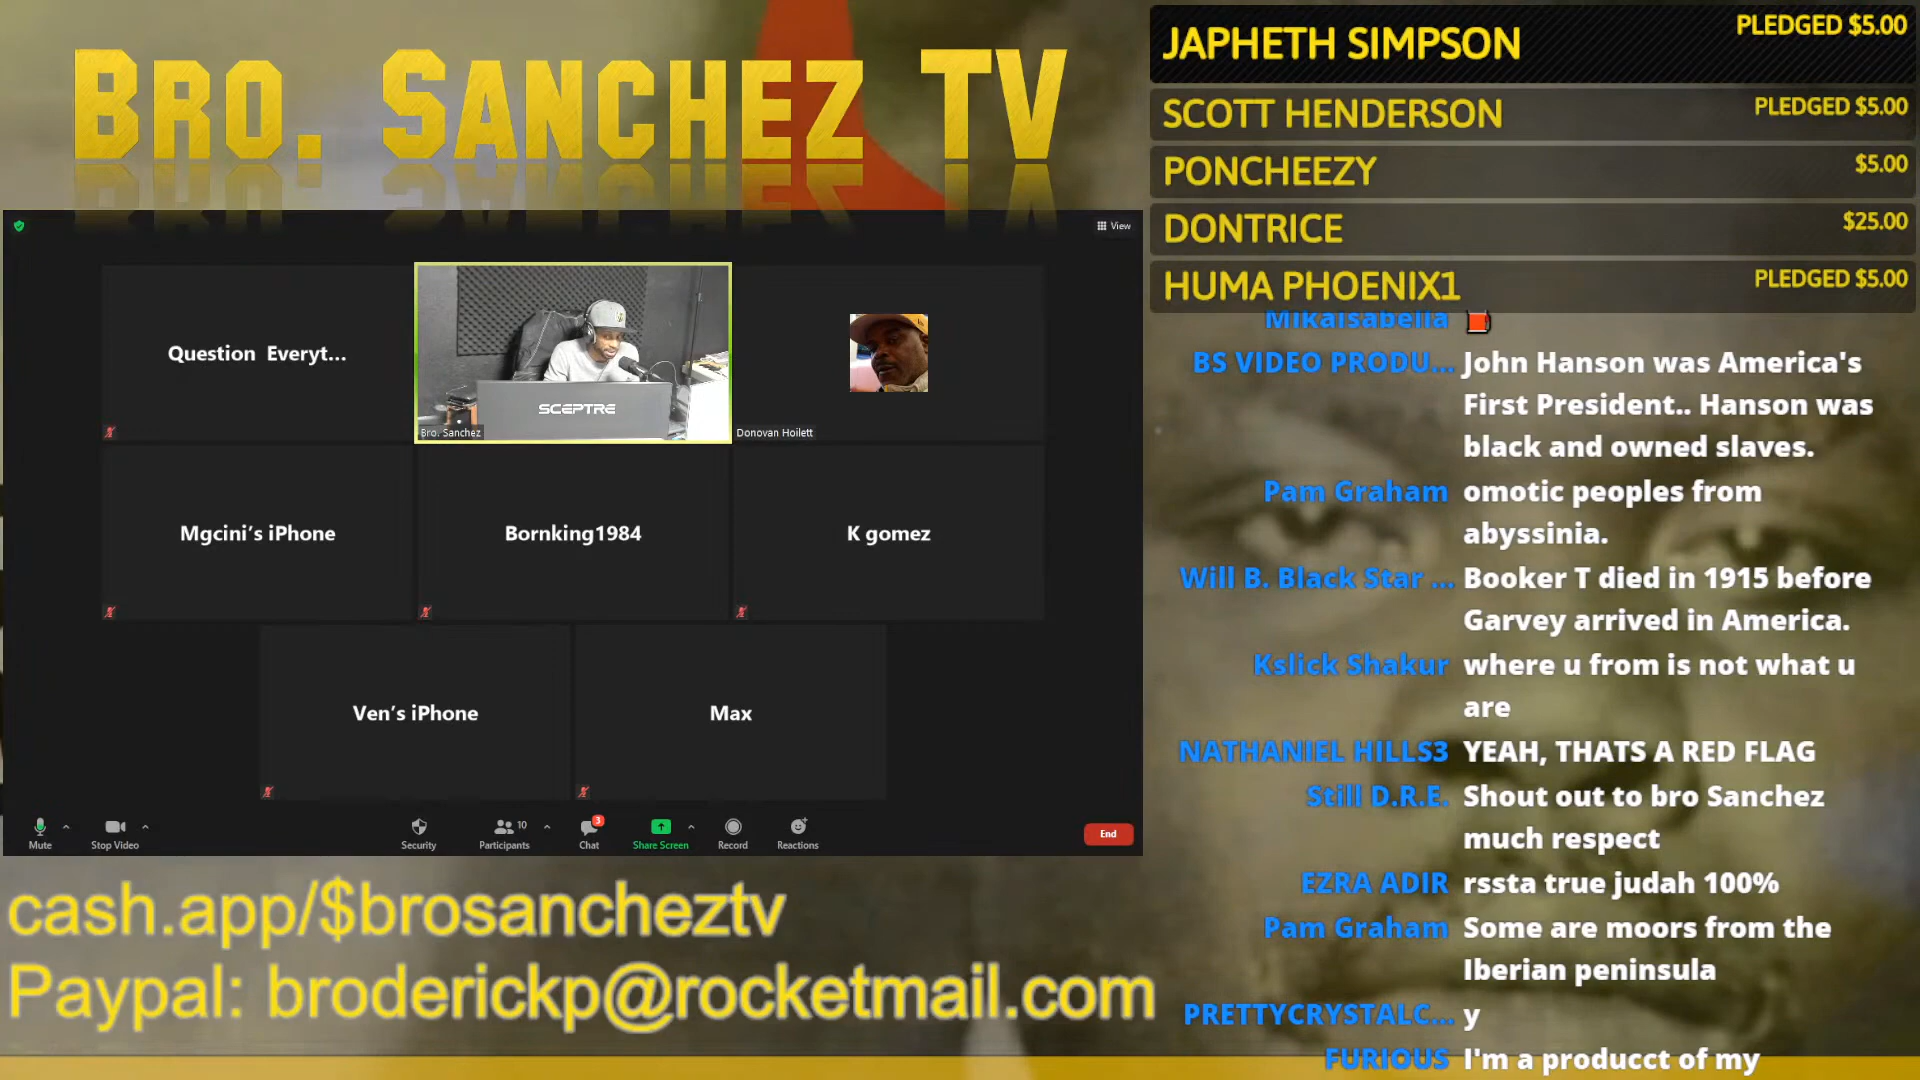 BRO. SANCHEZ TV
View
Question Everyt...
SCEPTRE
Bro. Sanchez
Donovan Hoilett
Mgcini's iPhone
Bornking1984
K gomez
Ven's iPhone
Max
Mute
Stop Video
Security
10
Participants
3
Chat
Share Screen
Record
Reactions
End
cash.app/$brosancheztv
Paypal: broderickp@rocketmail.com
JAPHETH SIMPSON PLEDGED $5.00
SCOTT HENDERSON PLEDGED $5.00
PONCHEEZY $5.00
DONTRICE $25.00
HUMA PHOENIX1 PLEDGED $5.00
Mikaisabella
BS VIDEO PRODU... John Hanson was America's
First President.. Hanson was
black and owned slaves.
Pam Graham omotic peoples from
abyssinia.
Will B. Black Star ... Booker T died in 1915 before
Garvey arrived in America.
Kslick Shakur where u from is not what u
are
NATHANIEL HILLS3 YEAH, THATS A RED FLAG
Still D.R.E. Shout out to bro Sanchez
much respect
EZRA ADIR rssta true judah 100%
Pam Graham Some are moors from the
Iberian peninsula
PRETTYCRYSTALC... y
FURIOUS I'm a producct of my